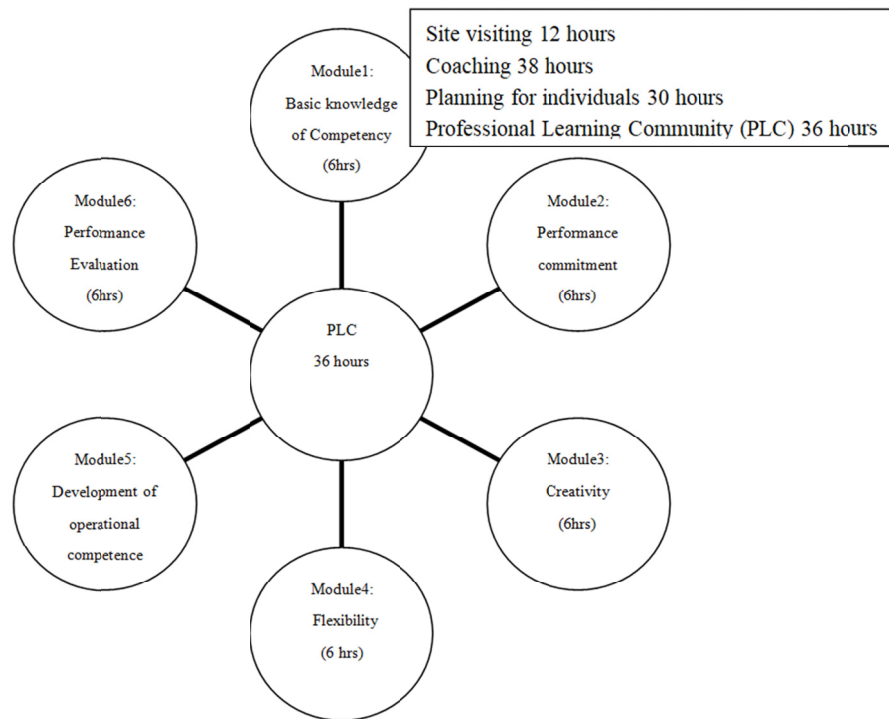 Site visiting 12 hours
Coaching 38 hours
Planning for individuals 30 hours
Professional Learning Community (PLC) 36 hours
Module1:
Basic knowledge
of Competency
(6hrs)
Module2:
Performance
commitment
(6hrs)
Module3:
Creativity
(6hrs)
Module4:
Flexibility
(6 hrs)
Module5:
Development of
operational
competence
Module6:
Performance
Evaluation
(6hrs)
PLC
36 hours